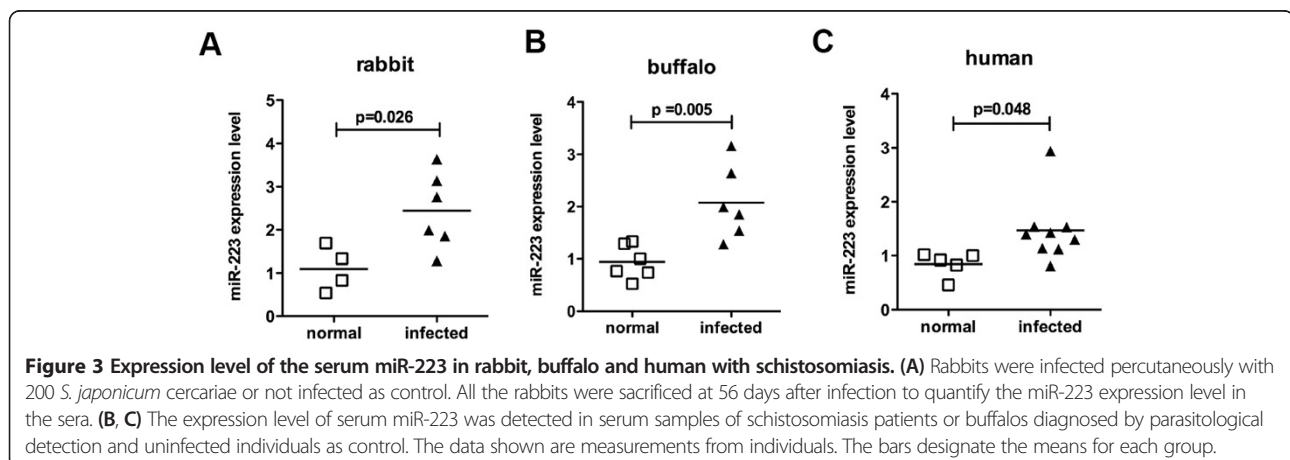 A
rabbit
p=0.026
miR-223 expression level
5
4
3
2
1
0
normal infected
B
buffalo
p =0.005
miR-223 expression level
4
3
2
1
0
normal infected
C
human
p=0.048
miR-223 expression level
4
3
2
1
0
normal infected
Figure 3 Expression level of the serum miR-223 in rabbit, buffalo and human with schistosomiasis. (A) Rabbits were infected percutaneously with
200 S. japonicum cercariae or not infected as control. All the rabbits were sacrificed at 56 days after infection to quantify the miR-223 expression level in
the sera. (B, C) The expression level of serum miR-223 was detected in serum samples of schistosomiasis patients or buffalos diagnosed by parasitological
detection and uninfected individuals as control. The data shown are measurements from individuals. The bars designate the means for each group.